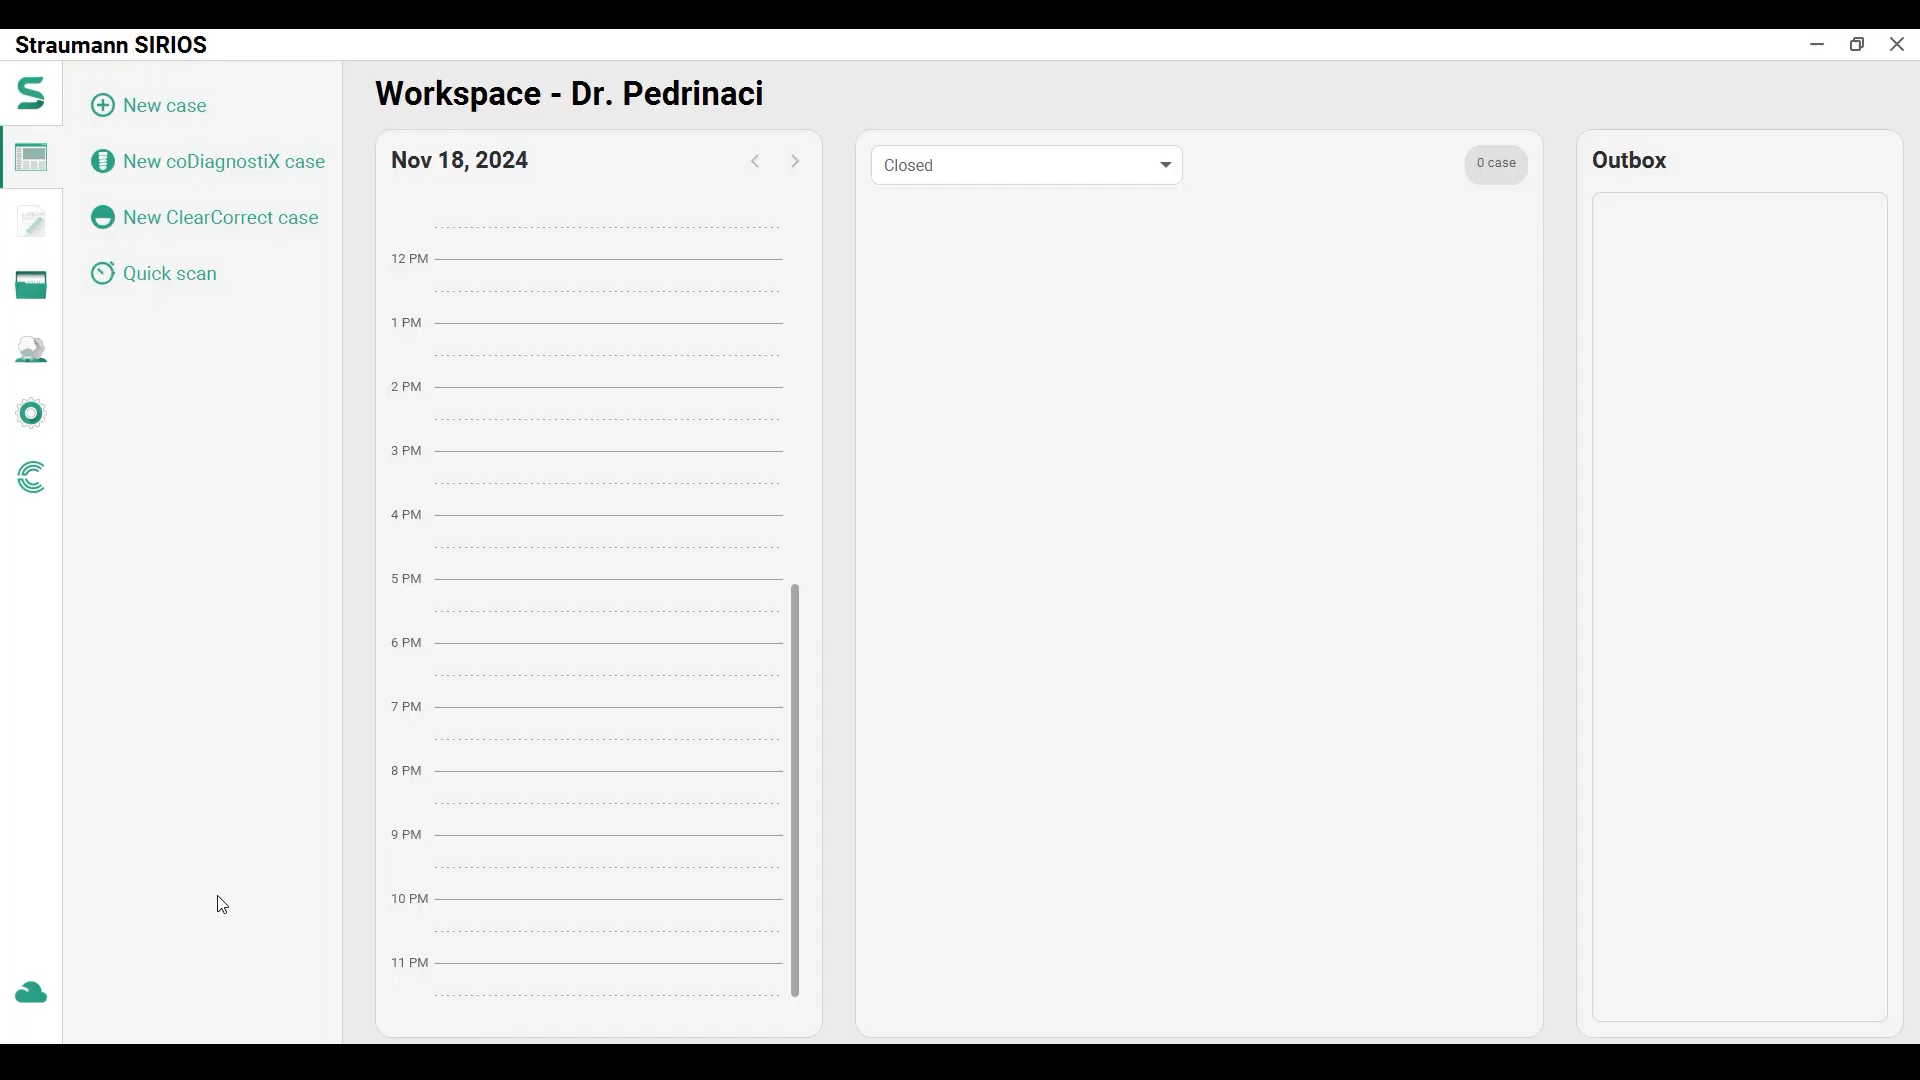 Straumann SIRIOS
New case
New coDiagnostiX case
New ClearCorrect case
Quick scan
Workspace - Dr. Pedrinaci
Nov 18, 2024
12 PM
1 PM
2 PM
3 PM
4 PM
5 PM
6 PM
7 PM
8 PM
9 PM
10 PM
11 PM
Closed
0 case
Outbox